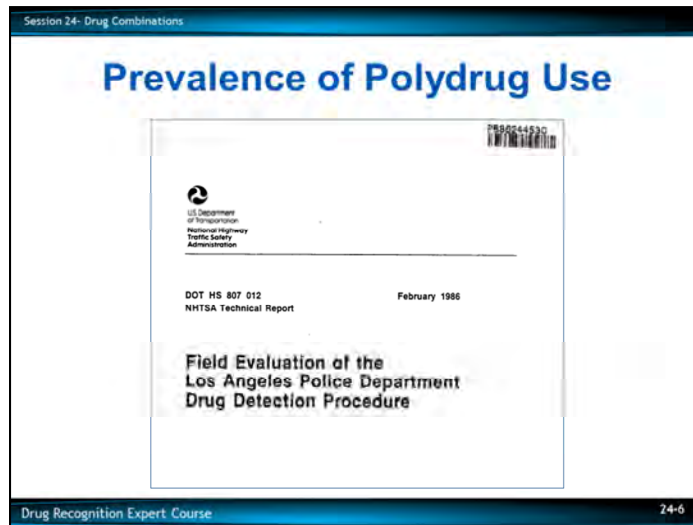 Session 24- Drug Combinations
Prevalence of Polydrug Use
US Department
of Transportation
National Highway
Traffic Safety
Administration
DOT HS 807 012
February 1986
NHTSA Technical Report
Field Evaluation of the
Los Angeles Police Department
Drug Detection Procedure
Drug Recognition Expert Course
24-6